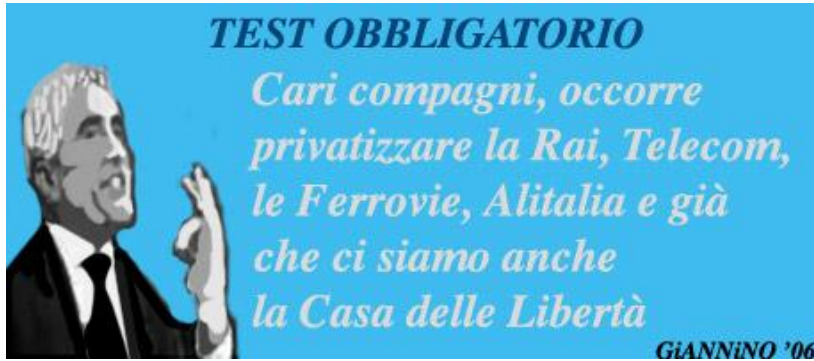 TEST OBBLIGATORIO
Cari compagni, occorre
privatizzare la Rai, Telecom,
le Ferrovie, Alitalia e già
che ci siamo anche
la Casa delle Libertà
GiANNiNO '06